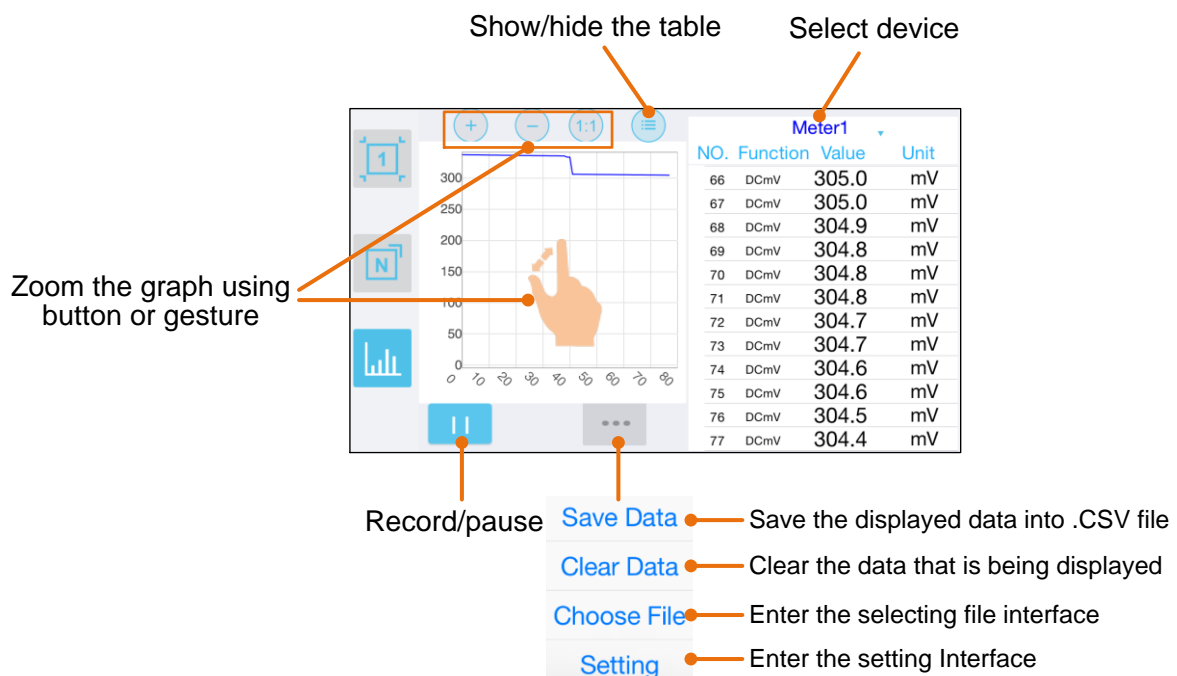 Show/hide the table
Select device
+ − 1:1
Meter1
NO. Function Value Unit
66 DCmV 305.0 mV
67 DCmV 305.0 mV
68 DCmV 304.9 mV
69 DCmV 304.8 mV
70 DCmV 304.8 mV
71 DCmV 304.8 mV
72 DCmV 304.7 mV
73 DCmV 304.7 mV
74 DCmV 304.6 mV
75 DCmV 304.6 mV
76 DCmV 304.5 mV
77 DCmV 304.4 mV
1
N
300
250
200
150
100
50
0
0 10 20 30 40 50 60 70 80
Zoom the graph using
button or gesture
Record/pause
Save Data
Save the displayed data into .CSV file
Clear Data
Clear the data that is being displayed
Choose File
Enter the selecting file interface
Setting
Enter the setting Interface